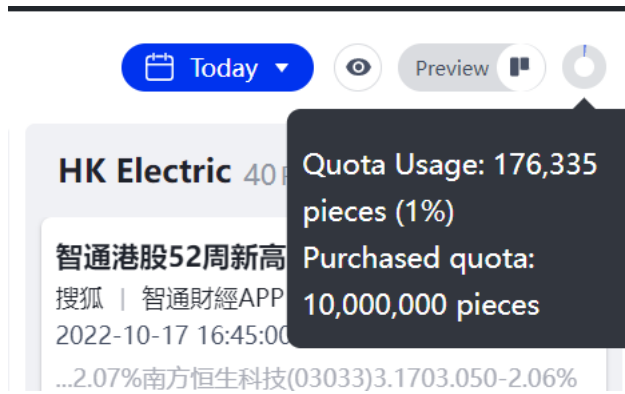 Today
Preview
HK Electric 40
Quota Usage: 176,335
pieces (1%)
Purchased quota:
10,000,000 pieces
智通港股52周新高
搜狐 | 智通財經APP
2022-10-17 16:45:00
...2.07%南方恒生科技(03033)3.1703.050-2.06%